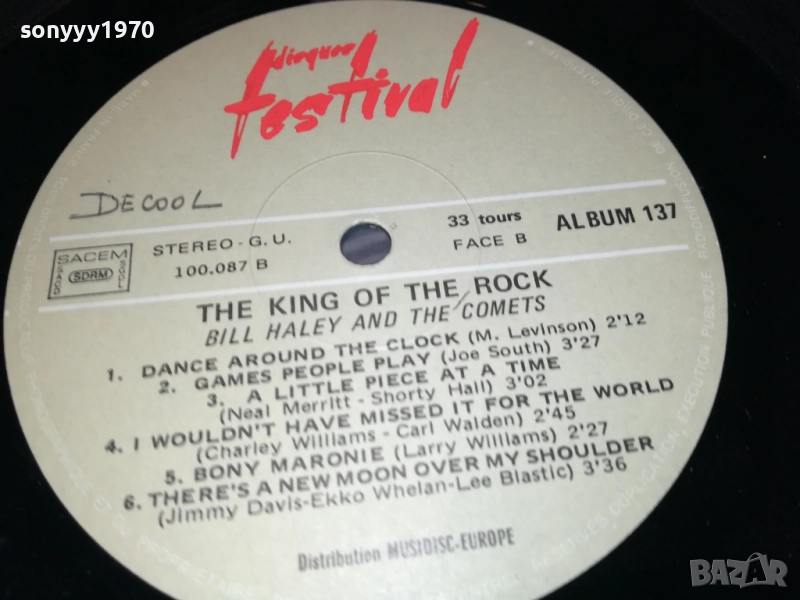 sonyyy1970
disques
festival
DECOOL
SACEM
SDRM
SACD
SGDL
STEREO - G. U.
100.087 B
33 tours
FACE B
ALBUM 137
THE KING OF THE ROCK
BILL HALEY AND THE COMETS
1. DANCE AROUND THE CLOCK (M. Levinson) 2'12
2. GAMES PEOPLE PLAY (Joe South) 3'27
3. A LITTLE PIECE AT A TIME
(Neal Merritt - Shorty Hall) 3'02
4. I WOULDN'T HAVE MISSED IT FOR THE WORLD
(Charley Williams - Carl Walden) 2'45
5. BONY MARONIE (Larry Williams) 2'27
6. THERE'S A NEW MOON OVER MY SHOULDER
(Jimmy Davis-Ekko Whelan-Lee Blastic) 3'36
Distribution MUSIDISC-EUROPE
BAZAR